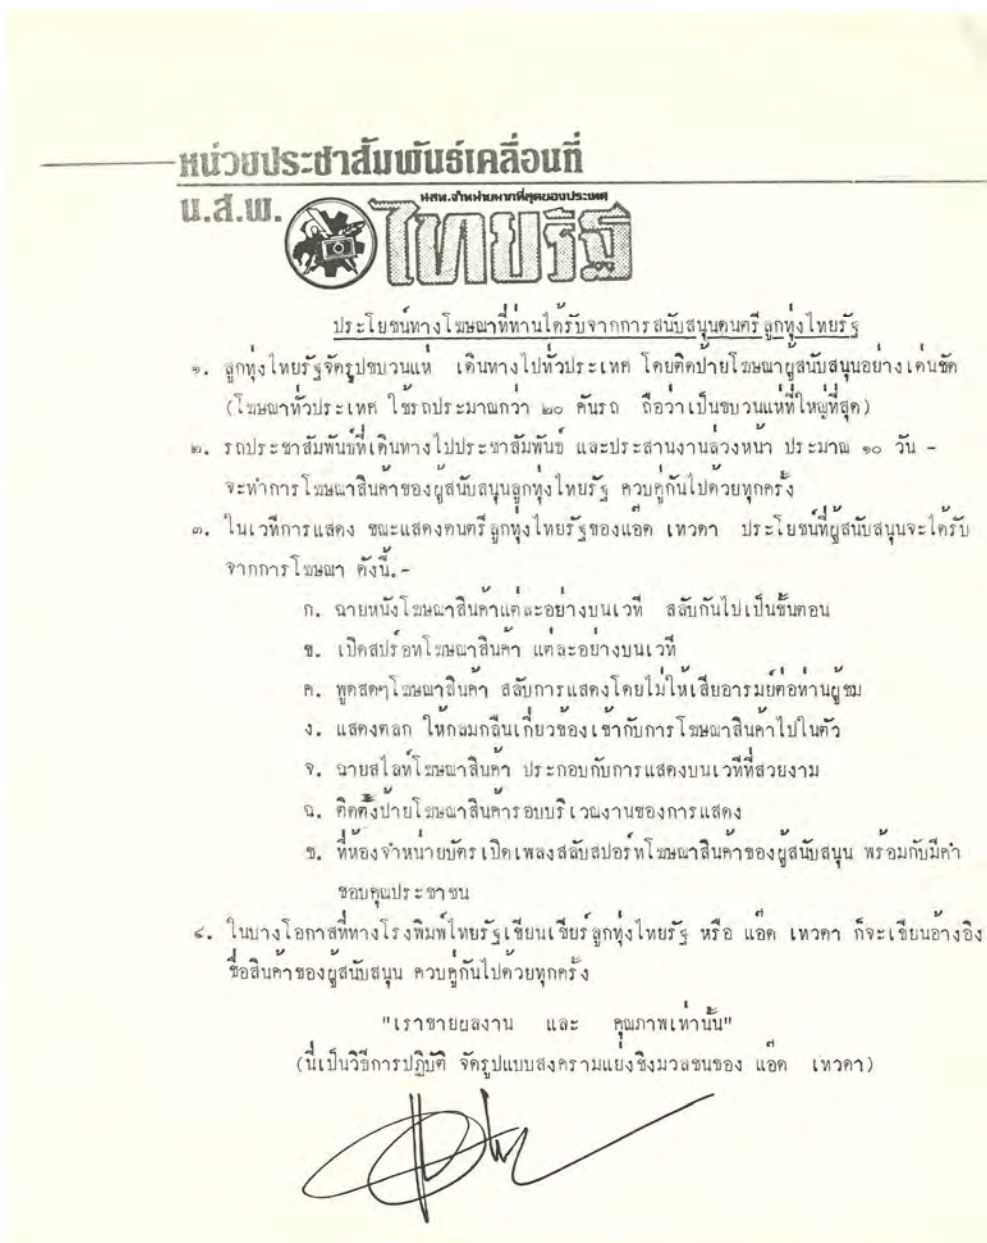 หน่วยประชาสัมพันธ์เคลื่อนที่
น.ส.พ.
นสพ.จำหน่ายมากที่สุดของประเทศ
ไทยรัฐ
ประโยชน์ทางโฆษณาที่ท่านได้รับจากการสนับสนุนดนตรีลูกทุ่งไทยรัฐ
๑. ลูกทุ่งไทยรัฐจัดรูปขบวนแห่ เดินทางไปทั่วประเทศ โดยติดป้ายโฆษณาผู้สนับสนุนอย่างเด่นชัด
(โฆษณาทั่วประเทศ ใช้รถประมาณกว่า ๒๐ คันรถ ถือว่าเป็นขบวนแห่ที่ใหญ่ที่สุด)
๒. รถประชาสัมพันธ์ที่เดินทางไปประชาสัมพันธ์ และประสานงานล่วงหน้า ประมาณ ๑๐ วัน -
จะทำการโฆษณาสินค้าของผู้สนับสนุนลูกทุ่งไทยรัฐ ควบคู่กันไปด้วยทุกครั้ง
๓. ในเวทีการแสดง ขณะแสดงดนตรีลูกทุ่งไทยรัฐของแอ๊ด เทวดา ประโยชน์ที่ผู้สนับสนุนจะได้รับ
จากการโฆษณา ดังนี้.-
ก. ฉายหนังโฆษณาสินค้าแต่ละอย่างบนเวที สลับกันไปเป็นขั้นตอน
ข. เปิดสปร์อทโฆษณาสินค้า แต่ละอย่างบนเวที
ค. พูดสดๆโฆษณาสินค้า สลับการแสดงโดยไม่ให้เสียอารมย์ต่อท่านผู้ชม
ง. แสดงตลก ให้กลมกลืนเกี่ยวข้องเข้ากับการโฆษณาสินค้าไปในตัว
จ. ฉายสไลท์โฆษณาสินค้า ประกอบกับการแสดงบนเวทีที่สวยงาม
ฉ. ติดตั้งป้ายโฆษณาสินค้ารอบบริเวณงานของการแสดง
ช. ที่ห้องจำหน่ายบัตรเปิดเพลงสลับสปอร์ทโฆษณาสินค้าของผู้สนับสนุน พร้อมกับมีคำ
ขอบคุณประชาชน
๔. ในบางโอกาสที่ทางโรงพิมพ์ไทยรัฐเขียนเชียร์ลูกทุ่งไทยรัฐ หรือ แอ๊ด เทวดา ก็จะเขียนอ้างอิง
ชื่อสินค้าของผู้สนับสนุน ควบคู่กันไปด้วยทุกครั้ง
"เราขายผลงาน และ คุณภาพเท่านั้น"
(นี่เป็นวิธีการปฏิบัติ จัดรูปแบบสงครามแย่งชิงมวลชนของ แอ๊ด เทวดา)